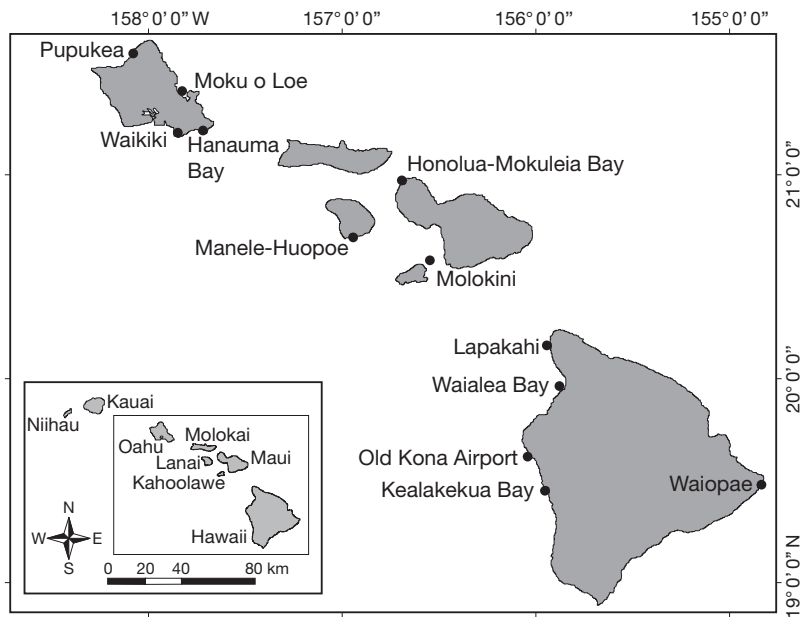 158° 0' 0" W
157° 0' 0"
156° 0' 0"
155° 0' 0"
Pupukea
Moku o Loe
Waikiki
Hanauma
Bay
Honolua-Mokuleia Bay
21° 0' 0"
Manele-Huopoe
Molokini
Lapakahi
20° 0' 0"
Waialea Bay
Old Kona Airport
Kealakekua Bay
Waiopae
19° 0' 0" N
Kauai
Niihau
Oahu
Molokai
Lanai
Maui
Kahoolawe
Hawaii
N
W
E
S
0 20 40 80 km